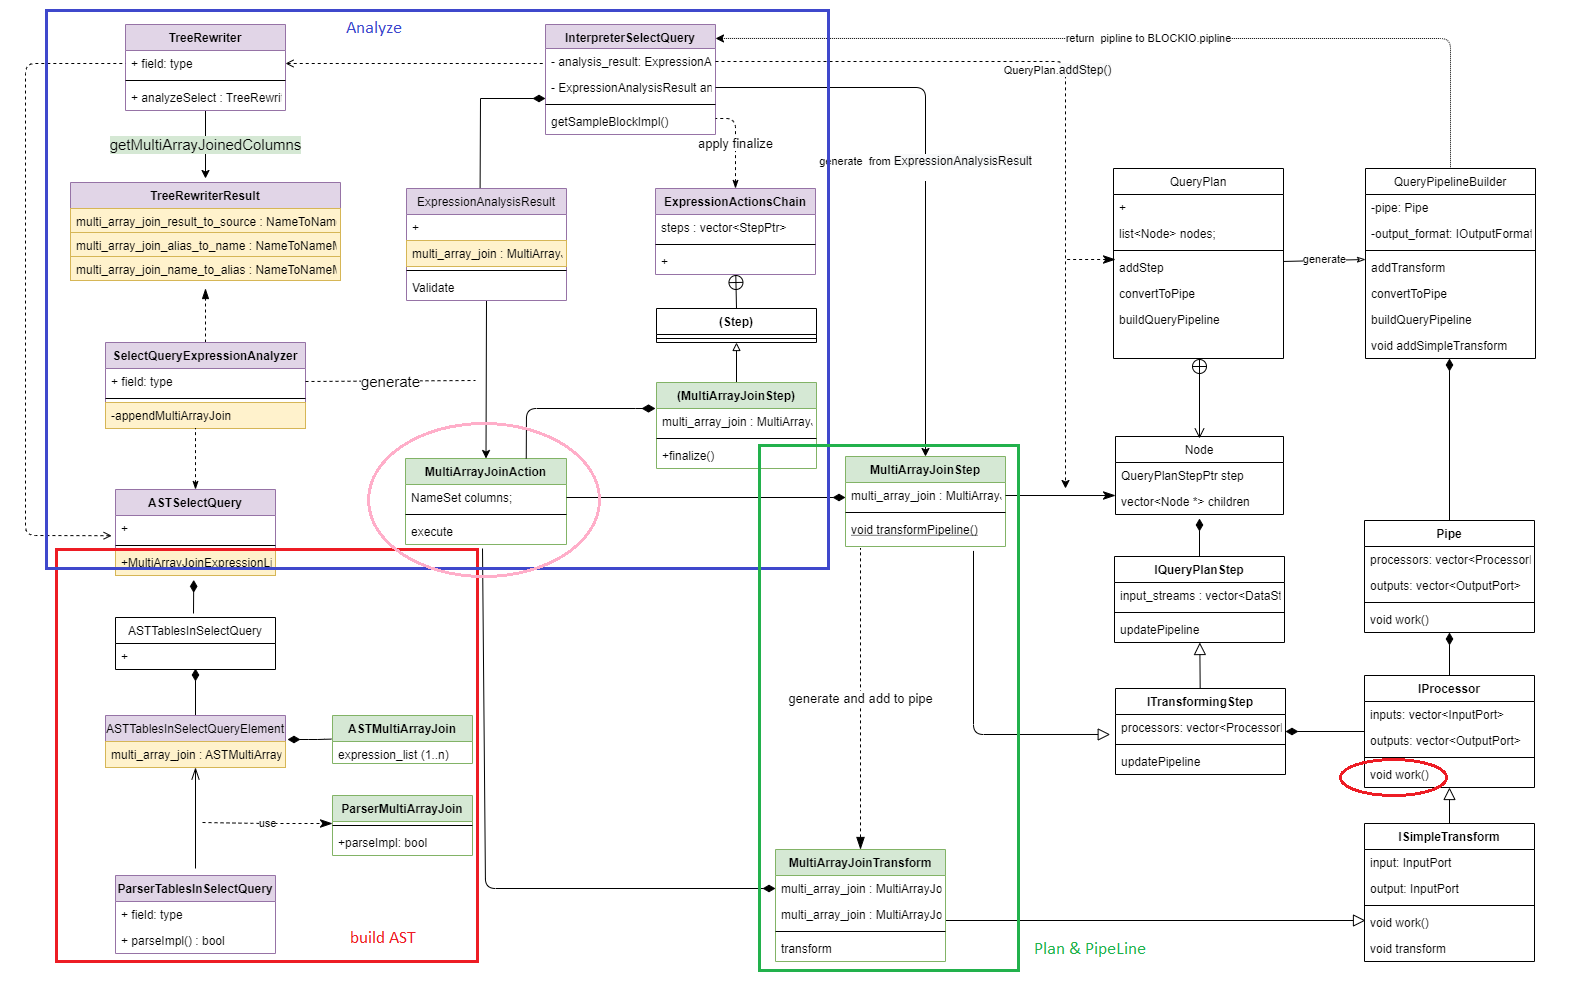 Analyze
TreeRewriter
+ field: type
+ analyzeSelect : TreeRewri
getMultiArrayJoinedColumns
TreeRewriterResult
multi_array_join_result_to_source : NameToNam
multi_array_join_alias_to_name : NameToNameM
multi_array_join_name_to_alias : NameToNameM
SelectQueryExpressionAnalyzer
+ field: type
-appendMultiArrayJoin
generate
InterpreterSelectQuery
- analysis_result: ExpressionA
- ExpressionAnalysisResult an
getSampleBlockImpl()
apply finalize
ExpressionAnalysisResult
+
multi_array_join : MultiArrayJ
Validate
ExpressionActionsChain
steps : vector<StepPtr>
+
(Step)
(MultiArrayJoinStep)
multi_array_join : MultiArrayJ
+finalize()
MultiArrayJoinAction
NameSet columns;
execute
ASTSelectQuery
+
+MultiArrayJoinExpressionLi
ASTTablesInSelectQuery
+
ASTTablesInSelectQueryElement
multi_array_join : ASTMultiArray
ASTMultiArrayJoin
expression_list (1..n)
ParserMultiArrayJoin
+parseImpl: bool
use
ParserTablesInSelectQuery
+ field: type
+ parseImpl() : bool
build AST
return pipline to BLOCKIO.pipline
QueryPlan.addStep()
generate from ExpressionAnalysisResult
QueryPlan
+
list<Node> nodes;
addStep
convertToPipe
buildQueryPipeline
generate
QueryPipelineBuilder
-pipe: Pipe
-output_format: IOutputFormat
addTransform
convertToPipe
buildQueryPipeline
void addSimpleTransform
MultiArrayJoinStep
multi_array_join : MultiArrayJ
void transformPipeline()
generate and add to pipe
MultiArrayJoinTransform
multi_array_join : MultiArrayJo
multi_array_join : MultiArrayJo
transform
Plan & PipeLine
Node
QueryPlanStepPtr step
vector<Node *> children
IQueryPlanStep
input_streams : vector<DataSt
updatePipeline
ITransformingStep
processors: vector<Processor
updatePipeline
Pipe
processors: vector<Processor
outputs: vector<OutputPort>
void work()
IProcessor
inputs: vector<InputPort>
outputs: vector<OutputPort>
void work()
ISimpleTransform
input: InputPort
output: InputPort
void work()
void transform